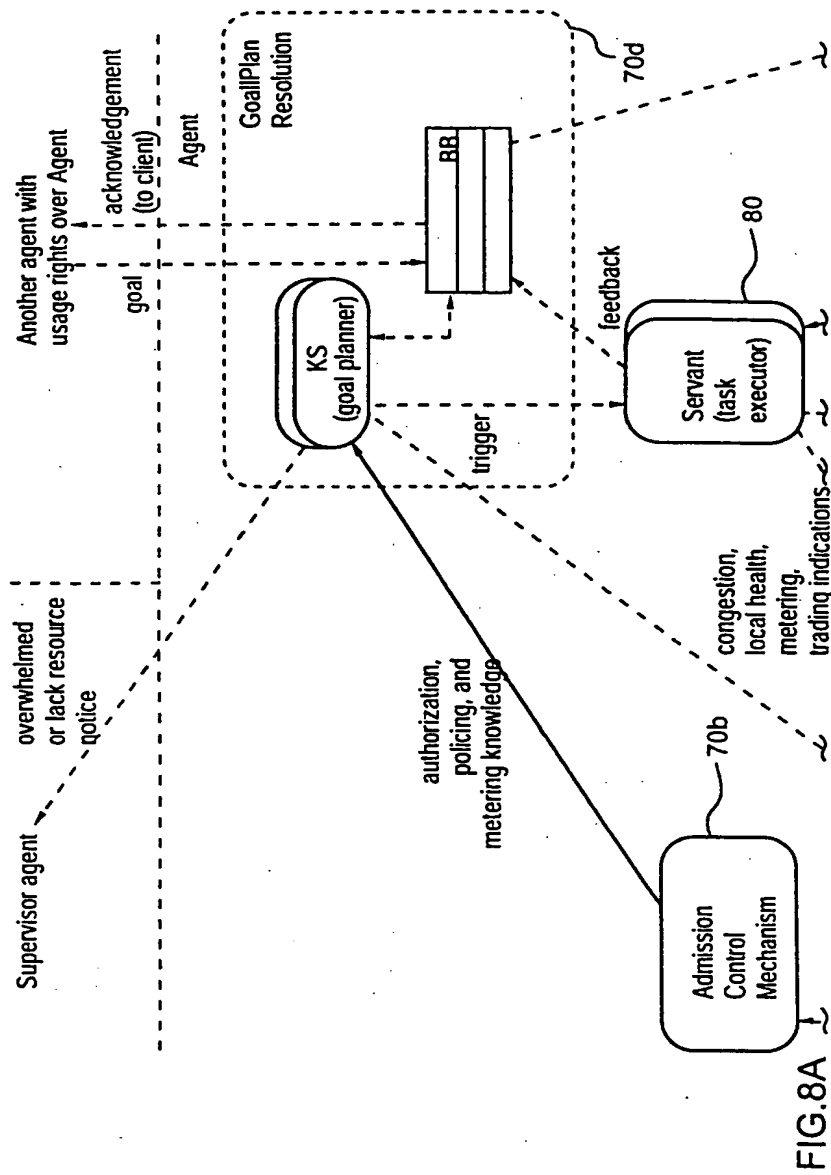 Supervisor agent
overwhelmed
or lack resource
notice
Another agent with
usage rights over Agent
goal
acknowledgement
(to client)
Agent
Goal|Plan
Resolution
KS
(goal planner)
BB
70d
trigger
feedback
authorization,
policing, and
metering knowledge
Servant
(task
executor)
80
congestion,
local health,
metering,
trading indications
70b
Admission
Control
Mechanism
FIG.8A